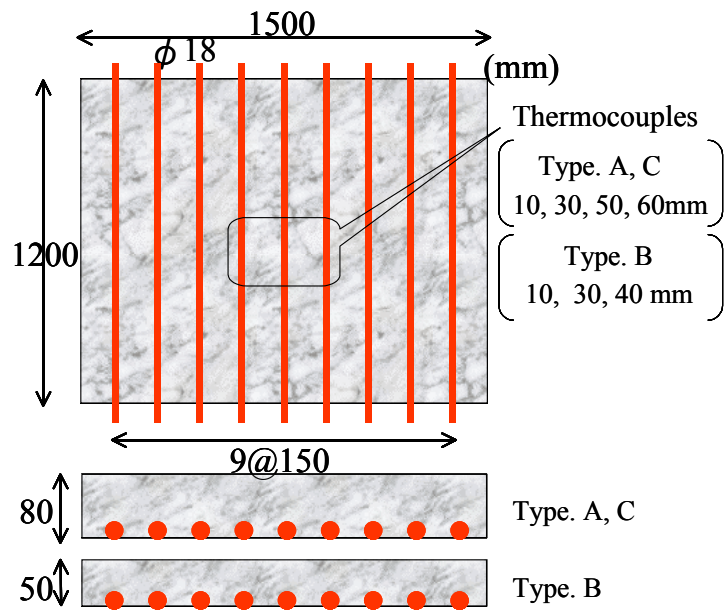 1500
ϕ 18
(mm)
Thermocouples
Type. A, C
10, 30, 50, 60mm
Type. B
10, 30, 40 mm
1200
9@150
80
Type. A, C
50
Type. B